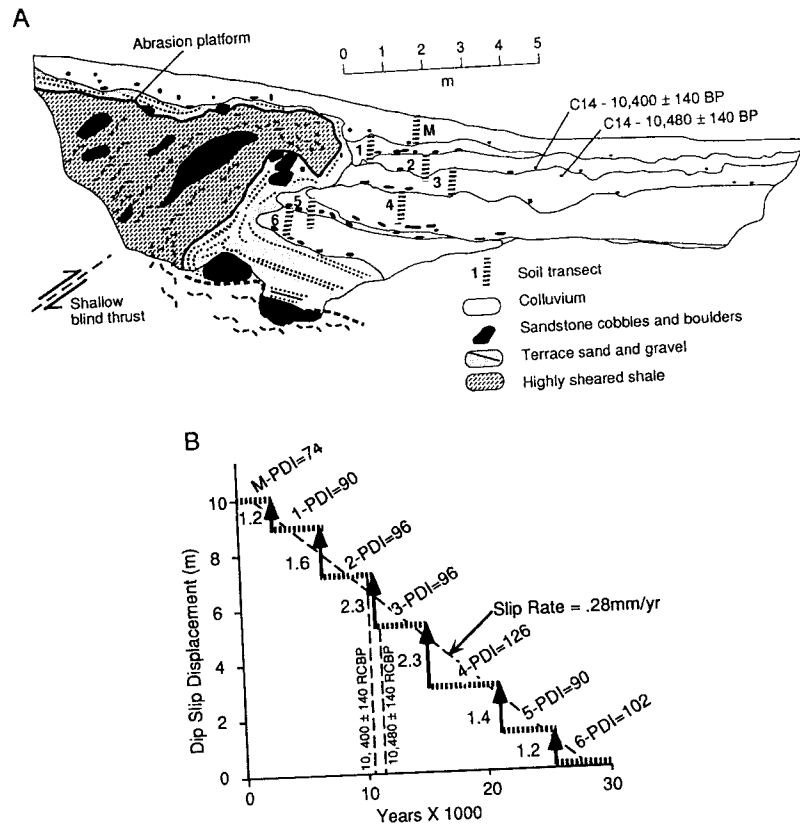 A
Abrasion platform
0 1 2 3 4 5
m
C14 - 10,400 ± 140 BP
C14 - 10,480 ± 140 BP
M
1
2
3
4
5
6
Shallow
blind thrust
1 Soil transect
Colluvium
Sandstone cobbles and boulders
Terrace sand and gravel
Highly sheared shale
B
Dip Slip Displacement (m)
10
8
6
4
2
0
M-PDI=74
1.2
1-PDI=90
1.6
2-PDI=96
2.3
3-PDI=96
2.3
Slip Rate = .28mm/yr
4-PDI=126
1.4
5-PDI=90
1.2
6-PDI=102
10, 400 ± 140 RCBP
10,480 ± 140 RCBP
0 10 20 30
Years X 1000